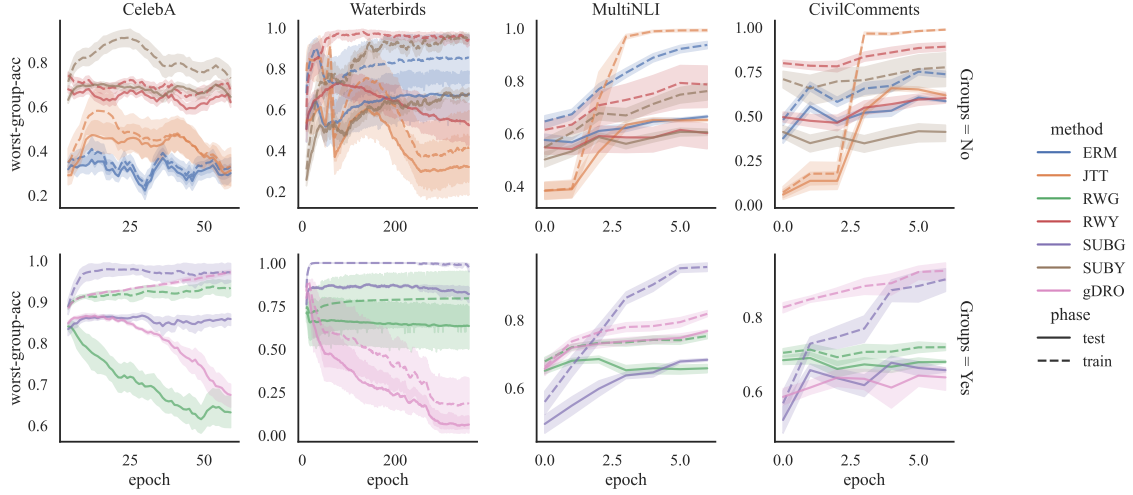 CelebA
Waterbirds
MultiNLI
CivilComments
worst-group-acc
0.8
0.6
0.4
0.2
25
50
1.0
0.8
0.6
0.4
0.2
200
1.0
0.8
0.6
0.4
0.0
2.5
5.0
1.00
0.75
0.50
0.25
0.00
0.0
2.5
5.0
Groups = No
worst-group-acc
1.0
0.9
0.8
0.7
0.6
25
50
epoch
1.00
0.75
0.50
0.25
0.00
200
epoch
0.8
0.6
0.0
2.5
5.0
epoch
0.8
0.6
0.0
2.5
5.0
epoch
Groups = Yes
method
ERM
JTT
RWG
RWY
SUBG
SUBY
gDRO
phase
test
train